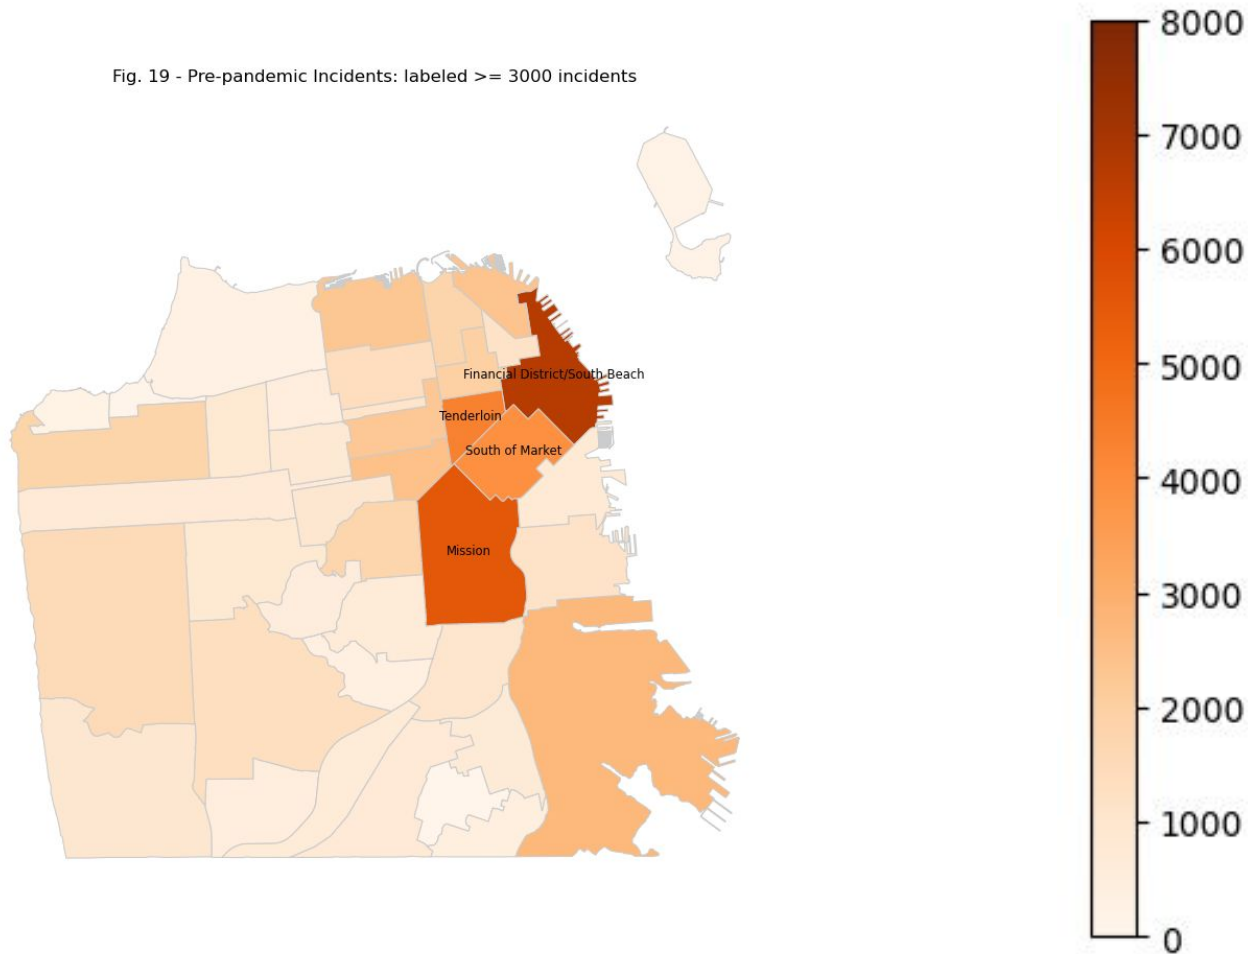 Fig. 19 - Pre-pandemic Incidents: labeled >= 3000 incidents
Financial District/South Beach
Tenderloin
South of Market
Mission
8000
7000
6000
5000
4000
3000
2000
1000
0